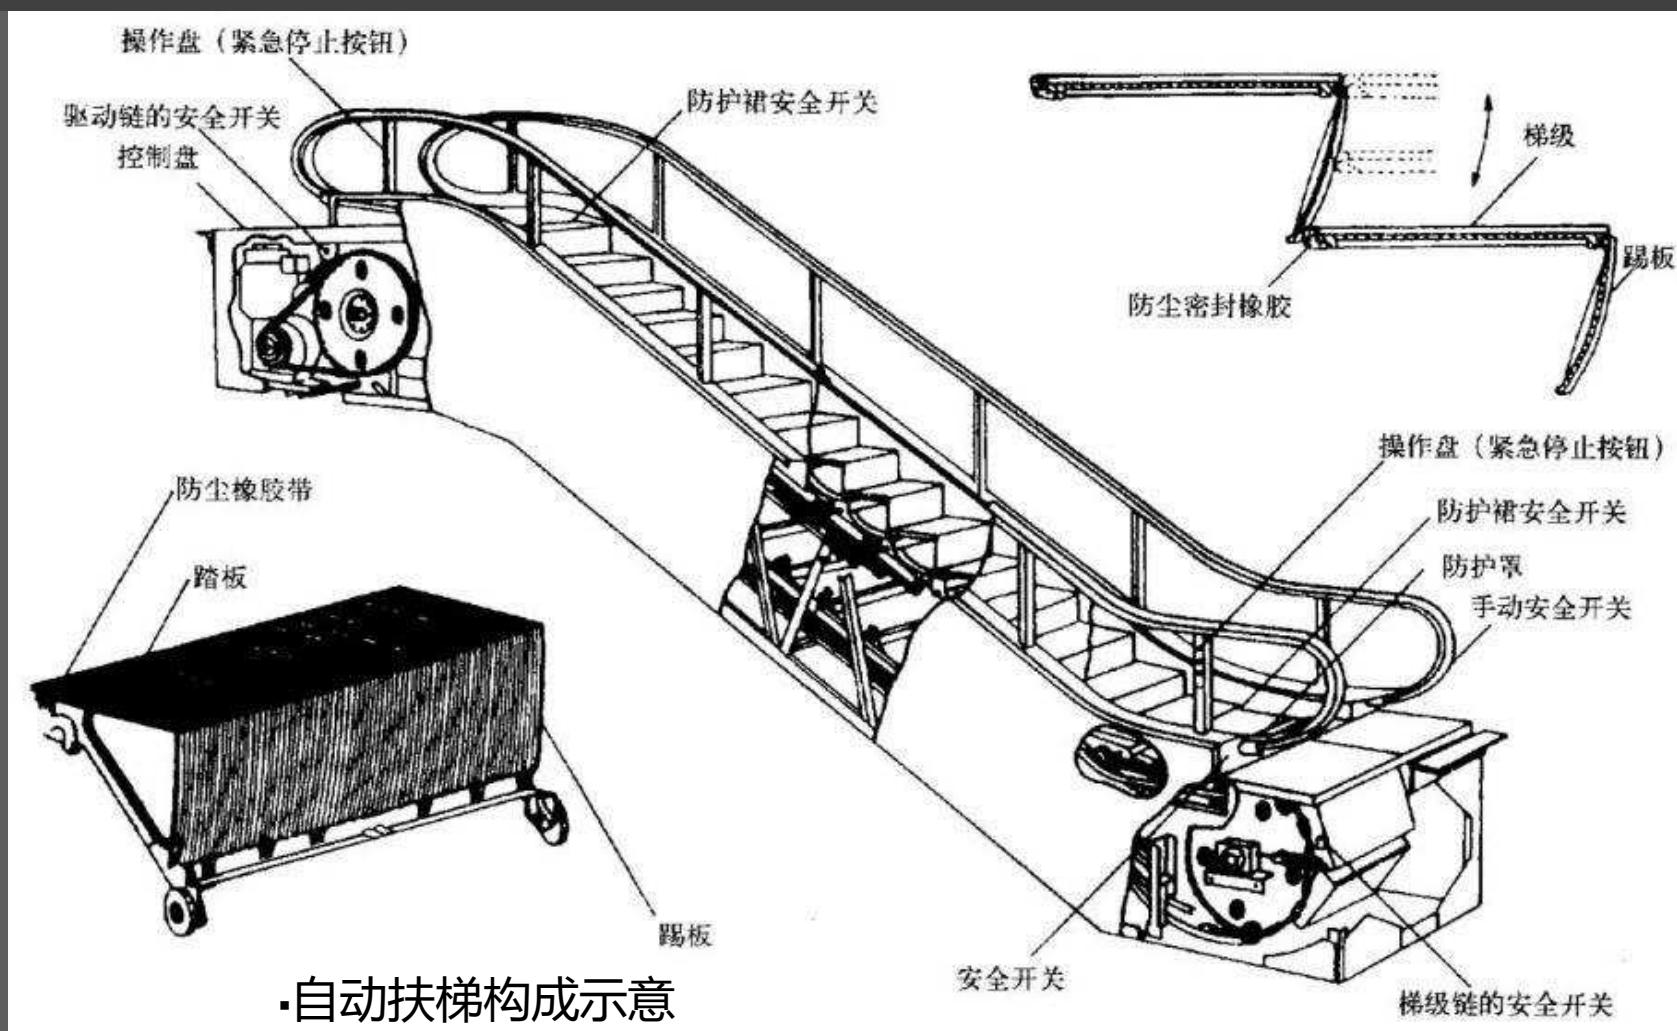 操作盘（紧急停止按钮）
驱动链的安全开关
控制盘
防护裙安全开关
梯级
踢板
防尘密封橡胶
操作盘（紧急停止按钮）
防护裙安全开关
防护罩
手动安全开关
防尘橡胶带
踏板
踢板
安全开关
梯级链的安全开关
▪自动扶梯构成示意